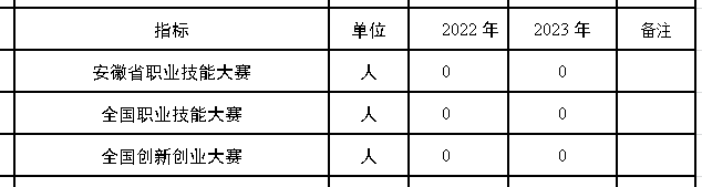 指标 单位 2022 年 2023 年 备注
安徽省职业技能大赛 人 0 0
全国职业技能大赛 人 0 0
全国创新创业大赛 人 0 0